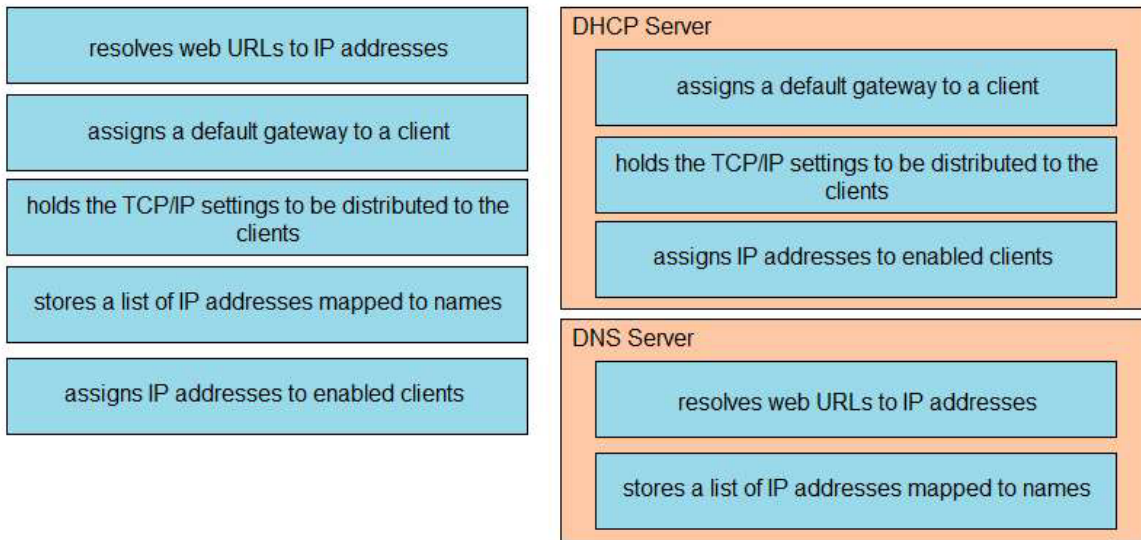 resolves web URLs to IP addresses
assigns a default gateway to a client
holds the TCP/IP settings to be distributed to the
clients
stores a list of IP addresses mapped to names
assigns IP addresses to enabled clients
DHCP Server
assigns a default gateway to a client
holds the TCP/IP settings to be distributed to the
clients
assigns IP addresses to enabled clients
DNS Server
resolves web URLs to IP addresses
stores a list of IP addresses mapped to names